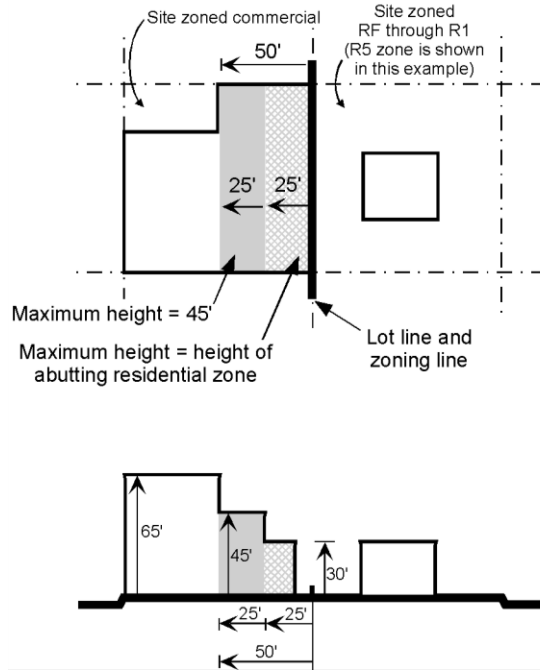 Site zoned commercial
Site
zoned
RF through R1
(R5 zone is shown
in this example)
50'
25'
25'
Maximum height = 45'
Maximum height = height of
abutting residential zone
Lot line and
zoning line
65'
45'
30'
25'
25'
50'